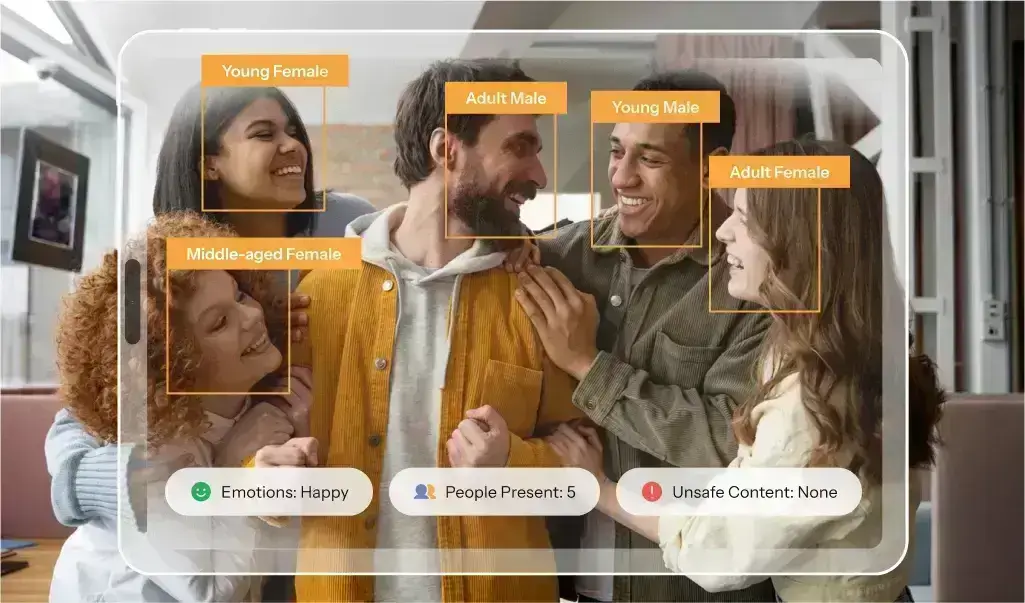 Young Female
Adult Male
Young Male
Adult Female
Middle-aged Female
Emotions: Happy
People Present: 5
Unsafe Content: None